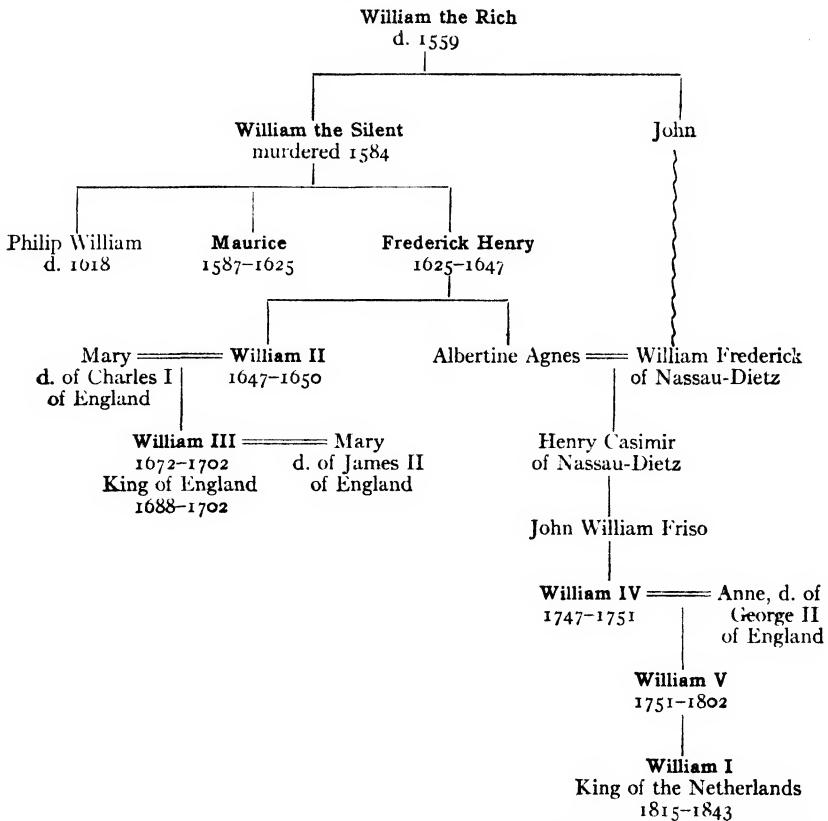 William the Rich
d. 1559
William the Silent
murdered 1584
John
Philip William
d. 1618
Maurice
1587–1625
Frederick Henry
1625–1647
Mary
d. of Charles I
of England
William II
1647–1650
Albertine Agnes
William Frederick
of Nassau-Dietz
William III
1672–1702
King of England
1688–1702
Mary
d. of James II
of England
Henry Casimir
of Nassau-Dietz
John William Friso
William IV
1747–1751
Anne, d. of
George II
of England
William V
1751–1802
William I
King of the Netherlands
1815–1843